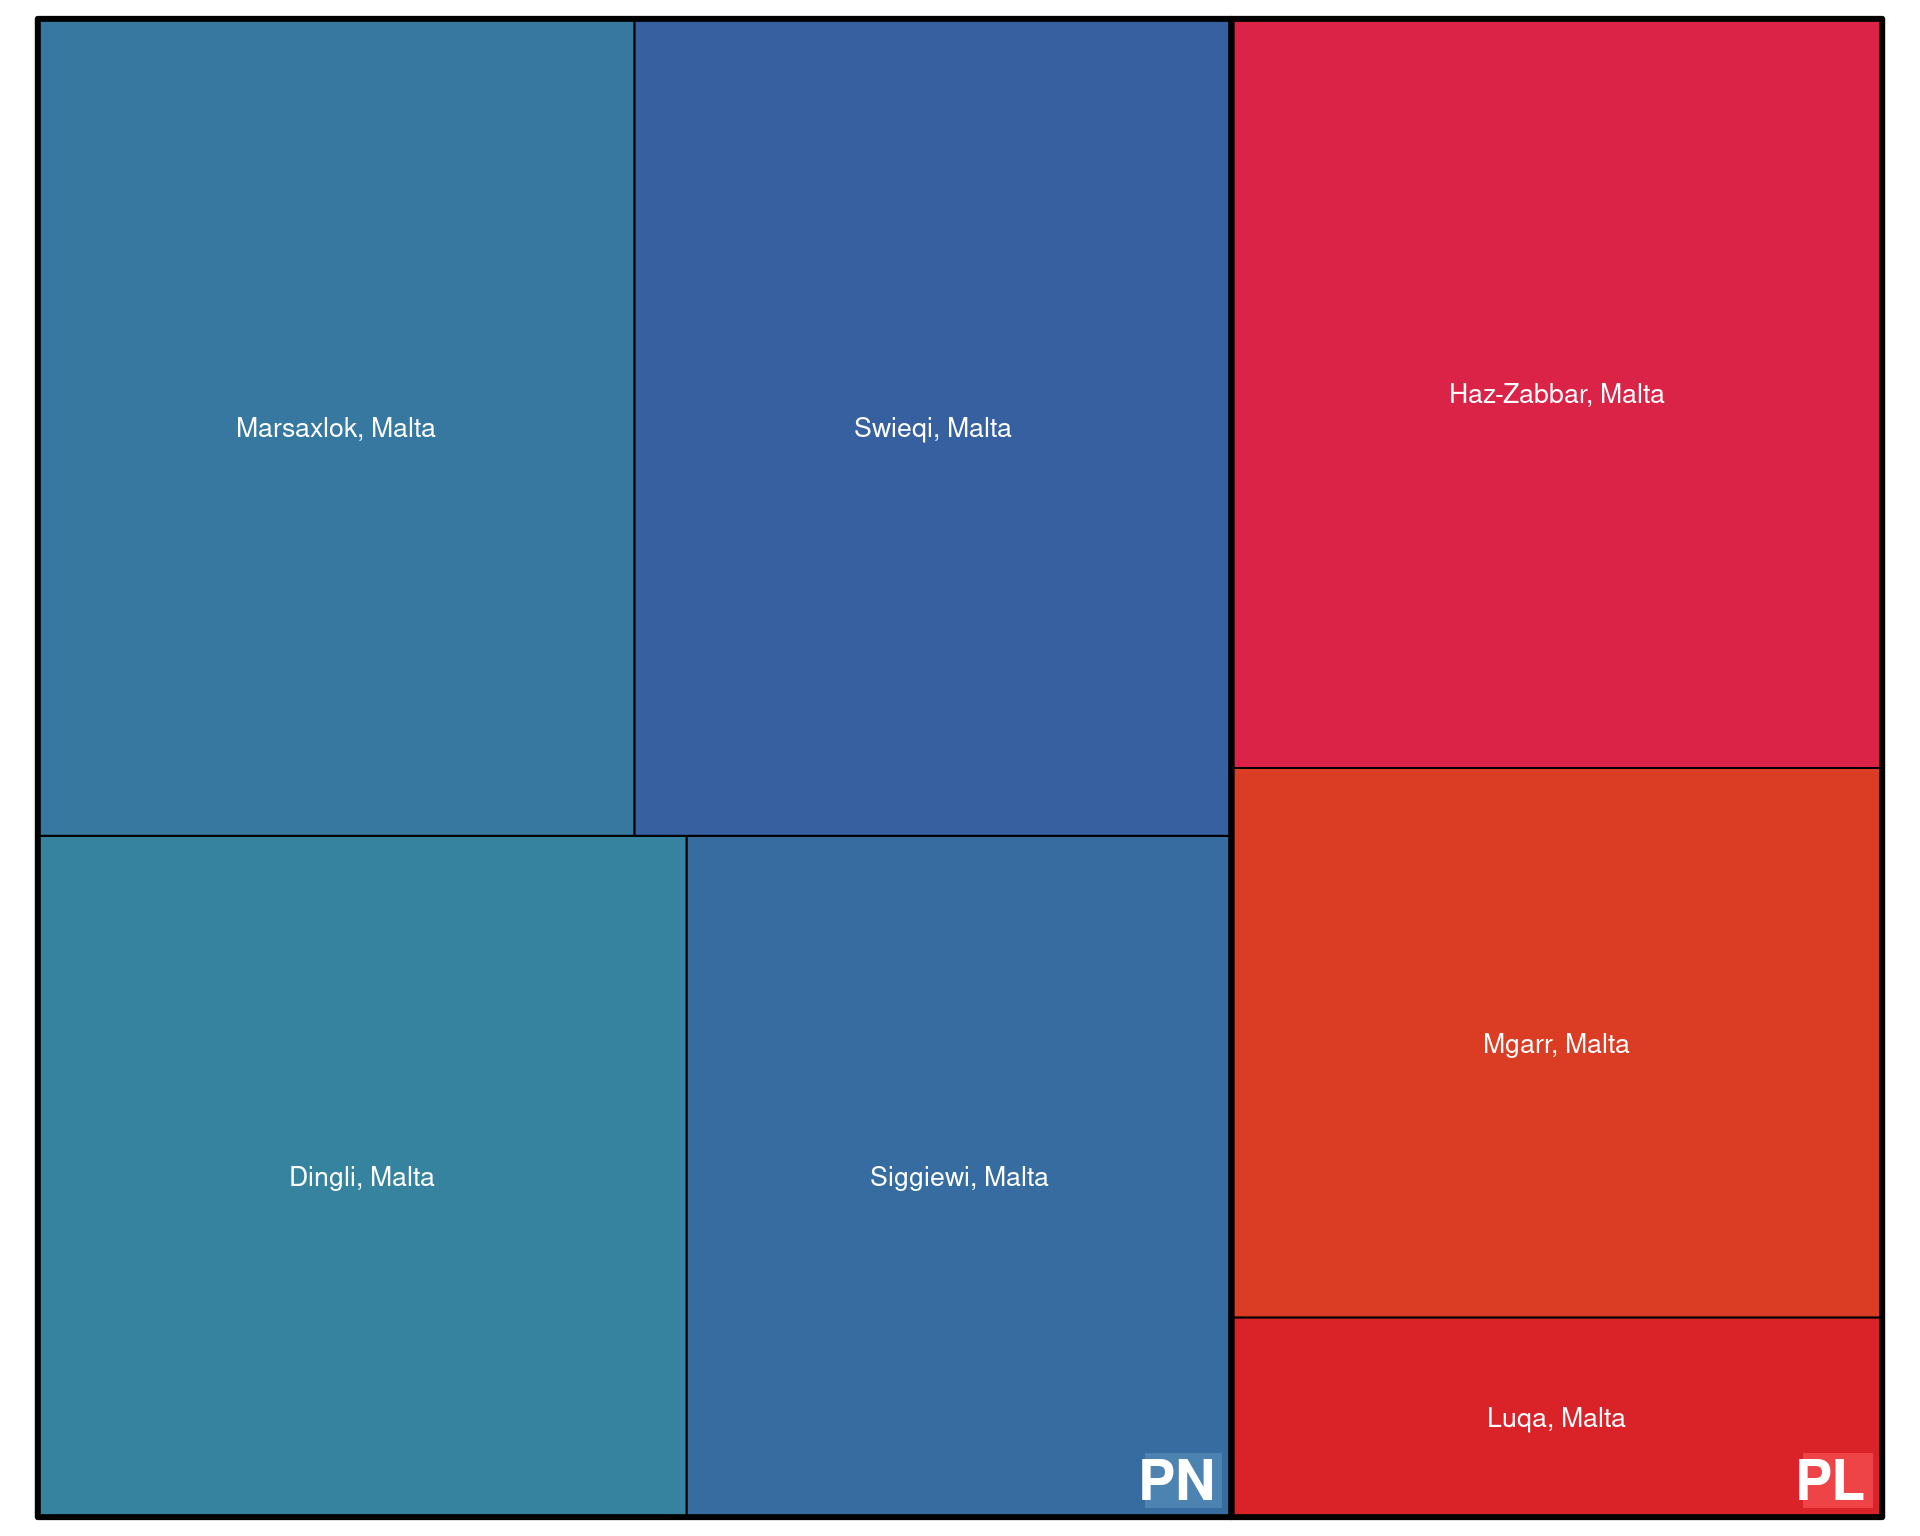 Marsaxlok, Malta
Swieqi, Malta
Haz-Zabbar, Malta
Mgarr, Malta
Dingli, Malta
Siggiewi, Malta
Luqa, Malta
PN
PL